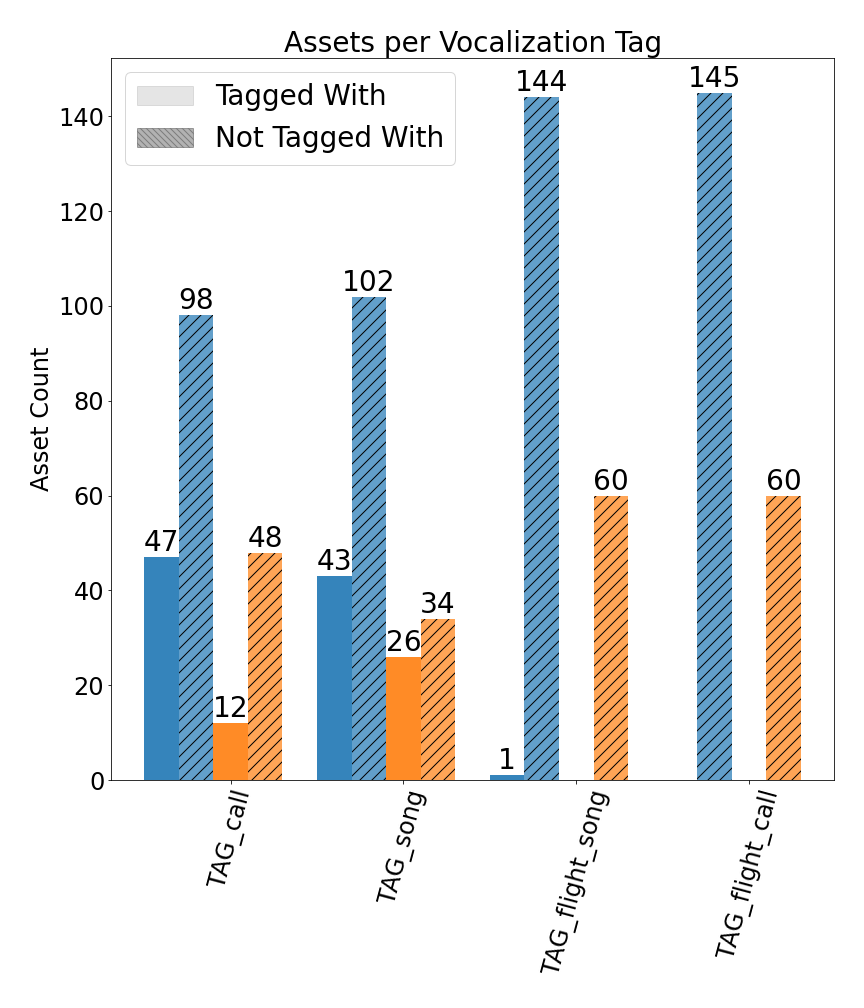 Assets per Vocalization Tag
Tagged With
Not Tagged With
Asset Count
140
120
100
80
60
40
20
0
47
98
12
48
43
102
26
34
1
144
60
145
60
TAG_call
TAG_song
TAG_flight_song
TAG_flight_call